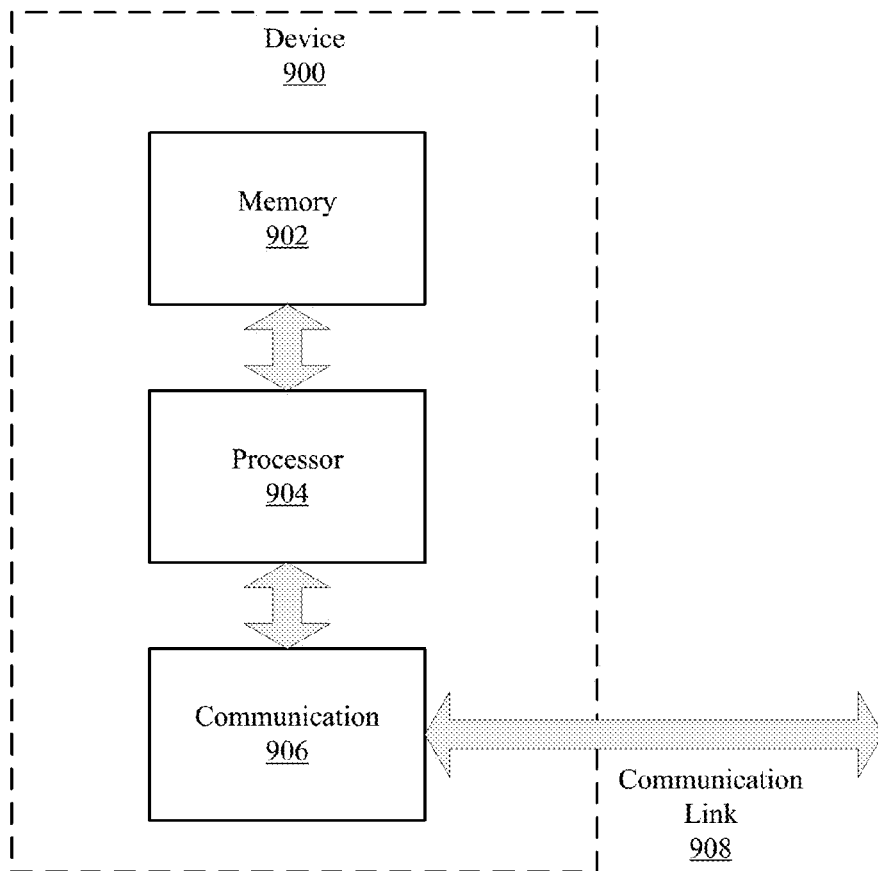 Device
900
Memory
902
Processor
904
Communication
906
Communication
Link
908